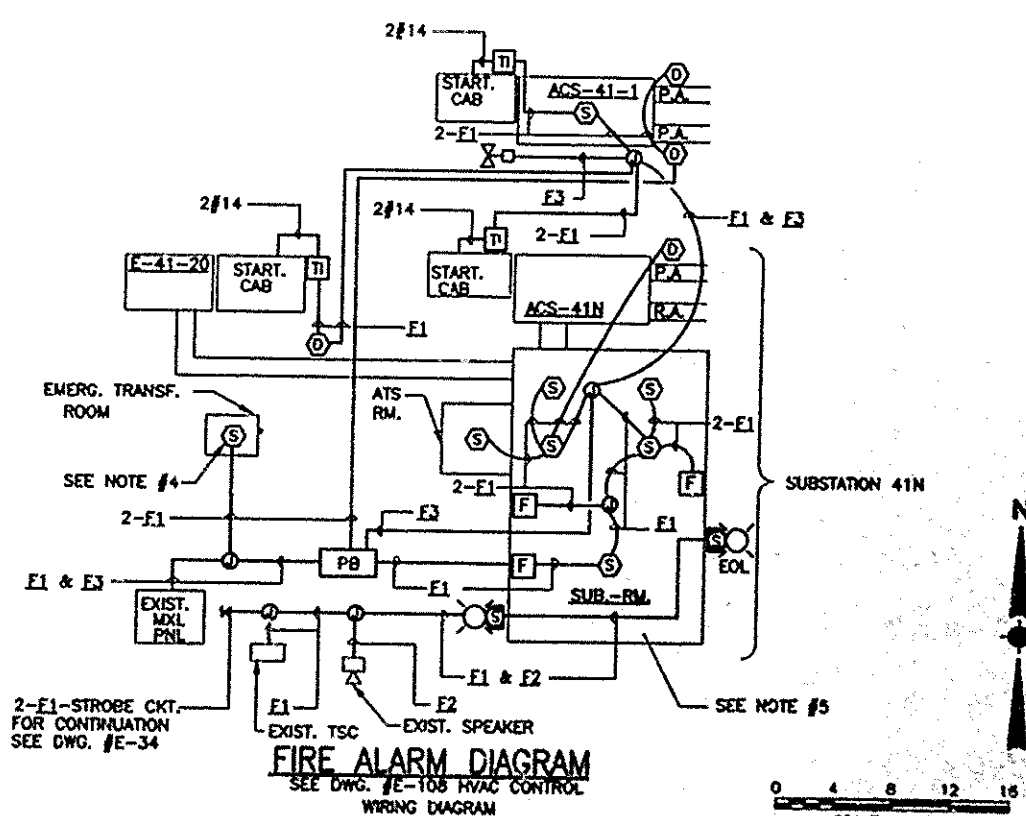 2#14
TI
START.
CAB
ACS-41-1
D
P.A.
S
2-F1
P.A.
D
J
F3
F1 & F3
2#14
2#14
TI
2-F1
D
E-41-20
START.
CAB
TI
START.
CAB
ACS-41N
P.A.
R.A.
F1
D
EMERG. TRANSF.
ROOM
ATS
RM.
S
J
S
2-F1
S
S
S
S
SEE NOTE #4
2-F1
F
SUBSTATION 41N
F
J
N
2-F1
F3
F1
S
J
PB
F
S
EOL
F1 & F3
F1
SUB.-RM.
EXIST.
MXL
PNL
J
J
S
F1 & F2
2-F1-STROBE CKT.
FOR CONTINUATION
SEE DWG. #E-34
F1
F2
SEE NOTE #5
EXIST. TSC
EXIST. SPEAKER
FIRE ALARM DIAGRAM
SEE DWG. #E-108 HVAC CONTROL
WIRING DIAGRAM
0 4 8 12 16